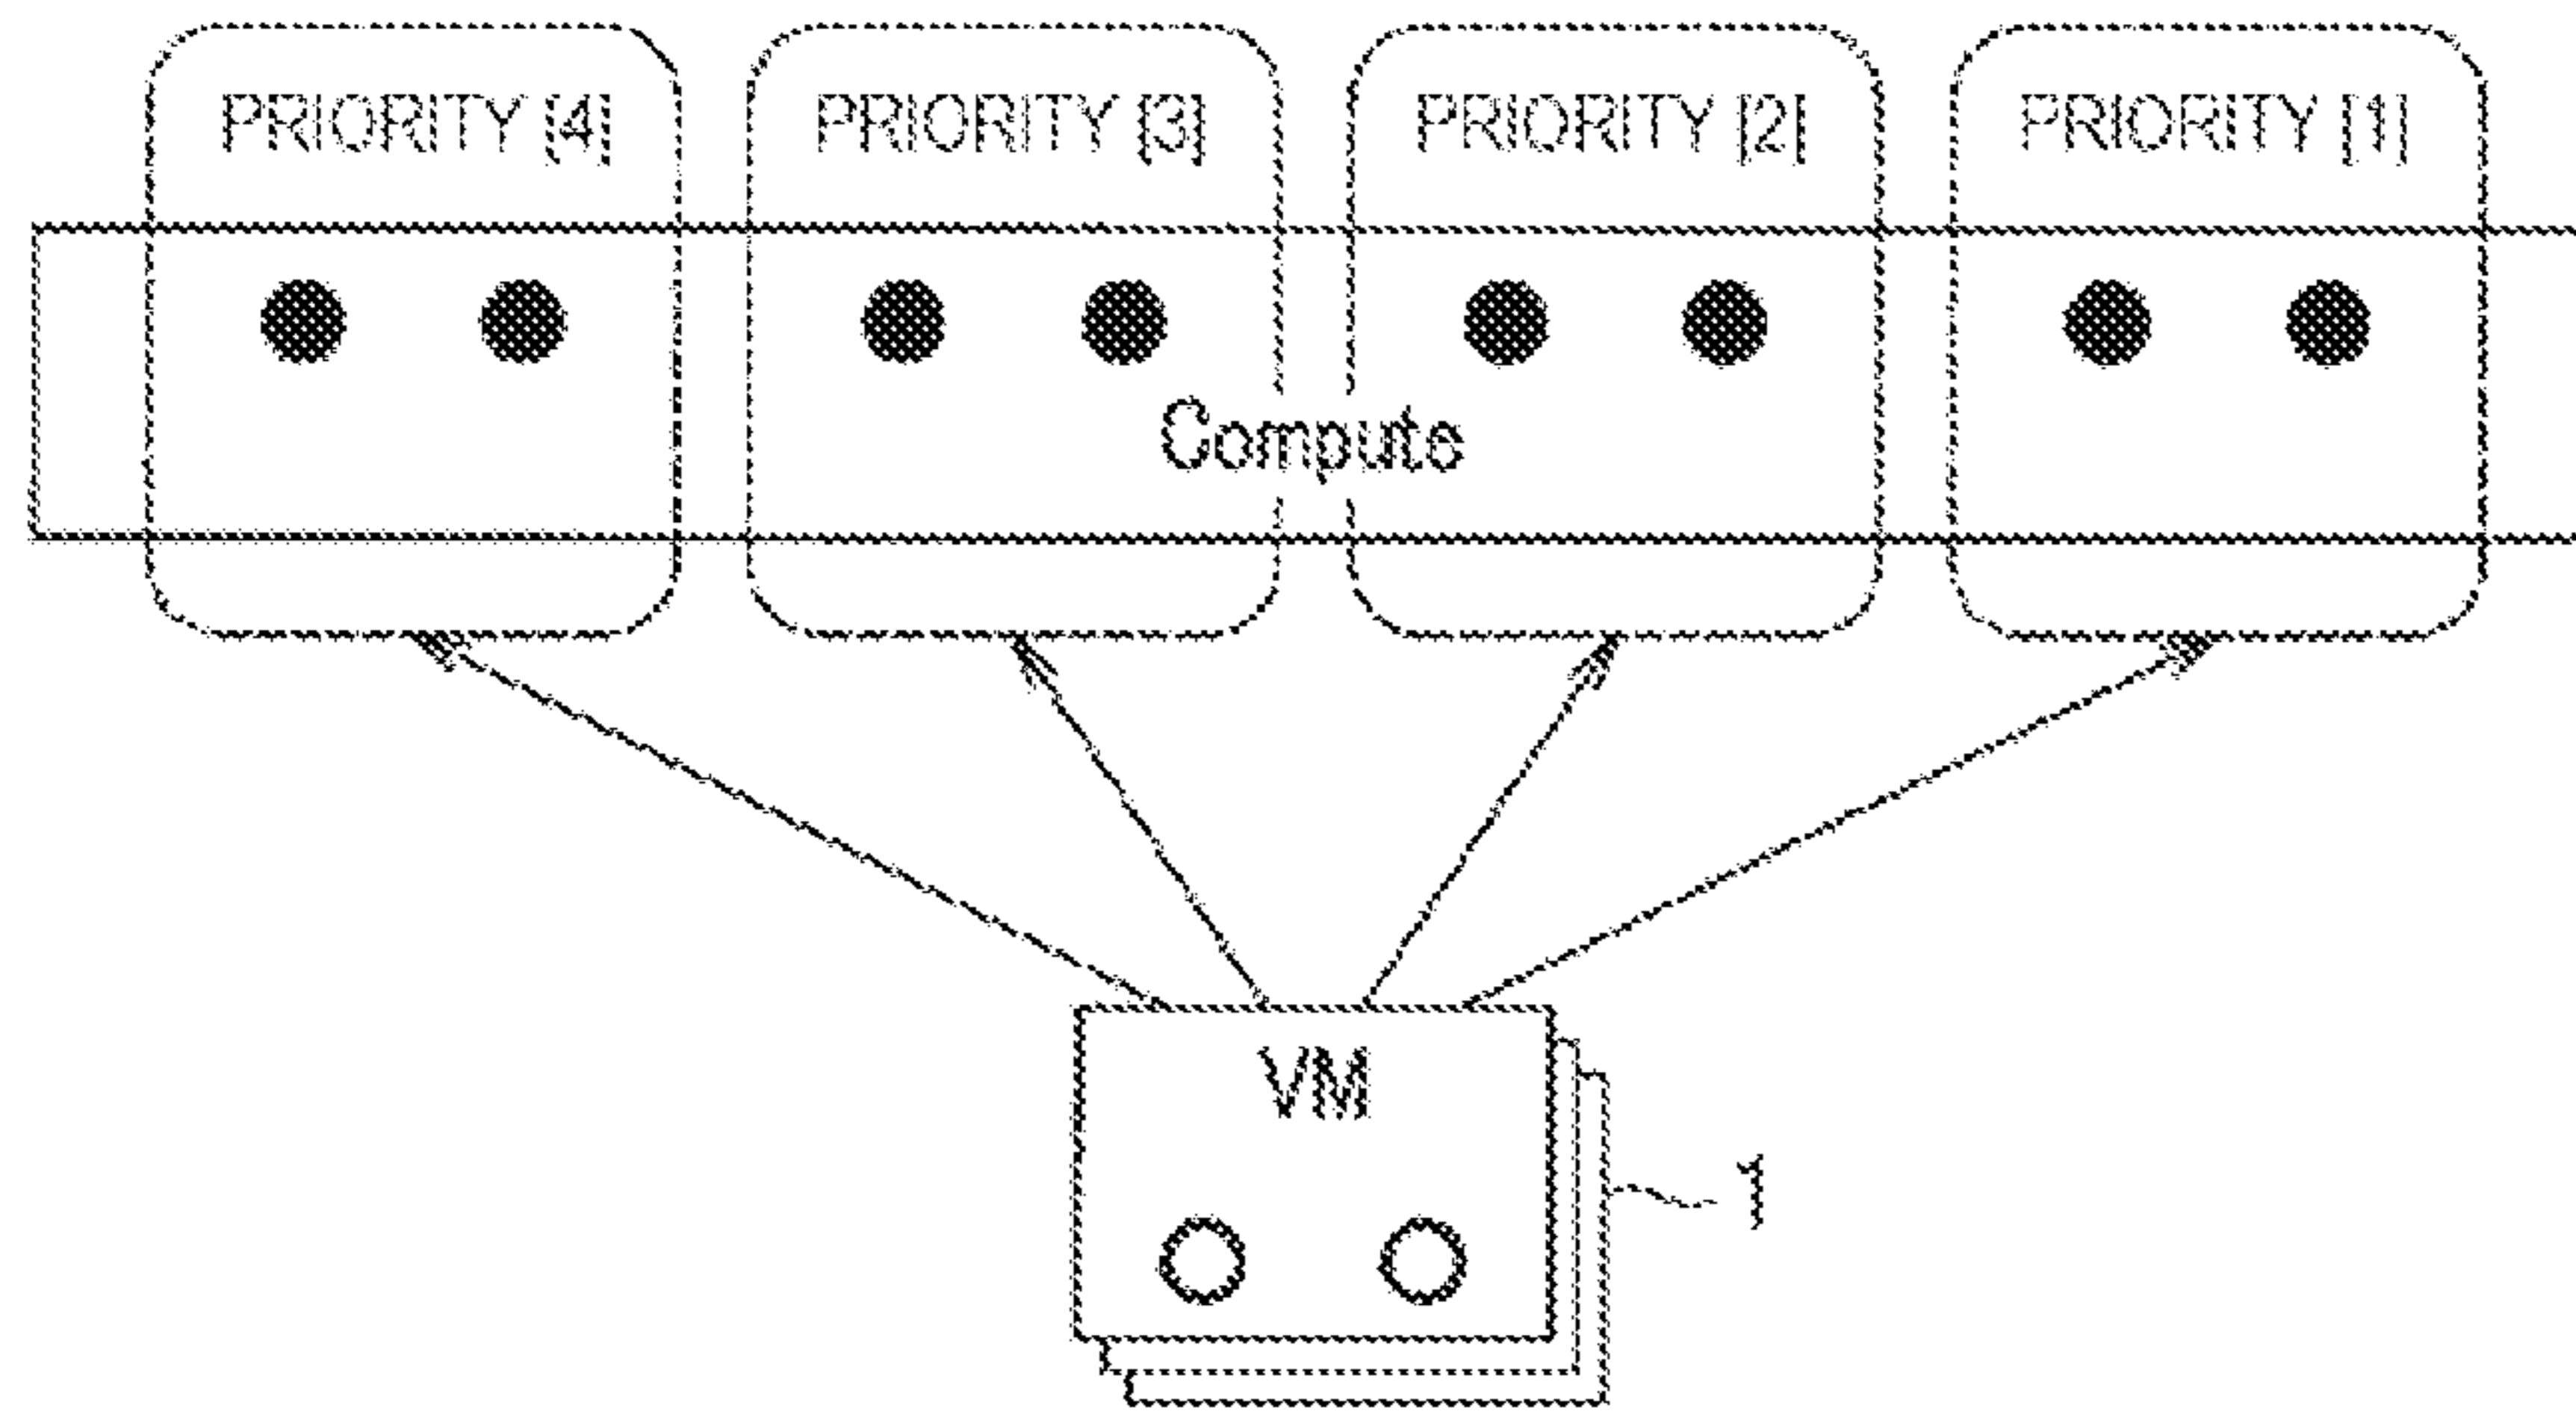 PRIORITY [4] PRIORITY [3] PRIORITY [2] PRIORITY [1]
Compute
VM
1